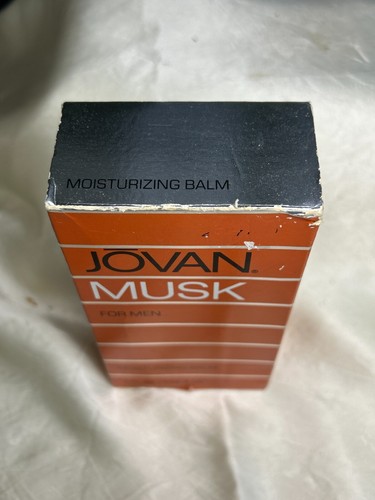 MOISTURIZING BALM
JŌVAN®
MUSK
FOR MEN